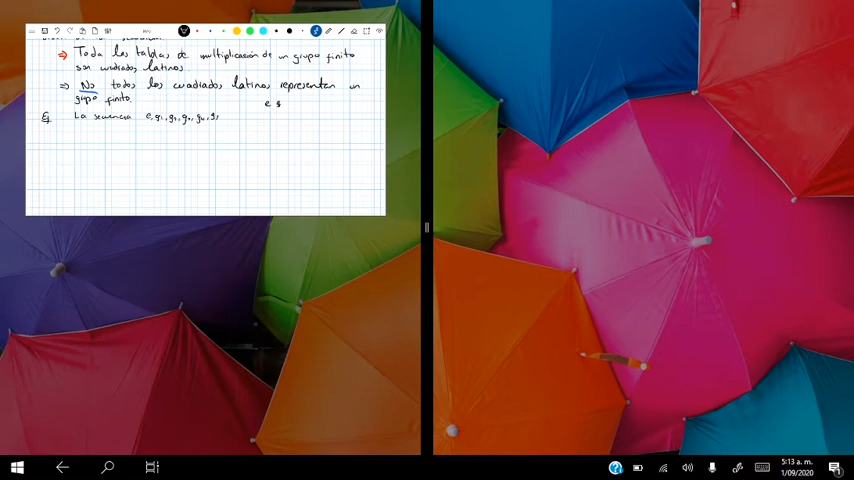 ⇒ Toda las tablas de multiplicación de un grupo finito
son cuadrados latinos
⇒ No todos los cuadrados latinos representan un
grupo finito.
e g
Ej La secuencia e, g₁, g₂, g₃, g₄, g₅
5:13 a. m.
1/09/2020